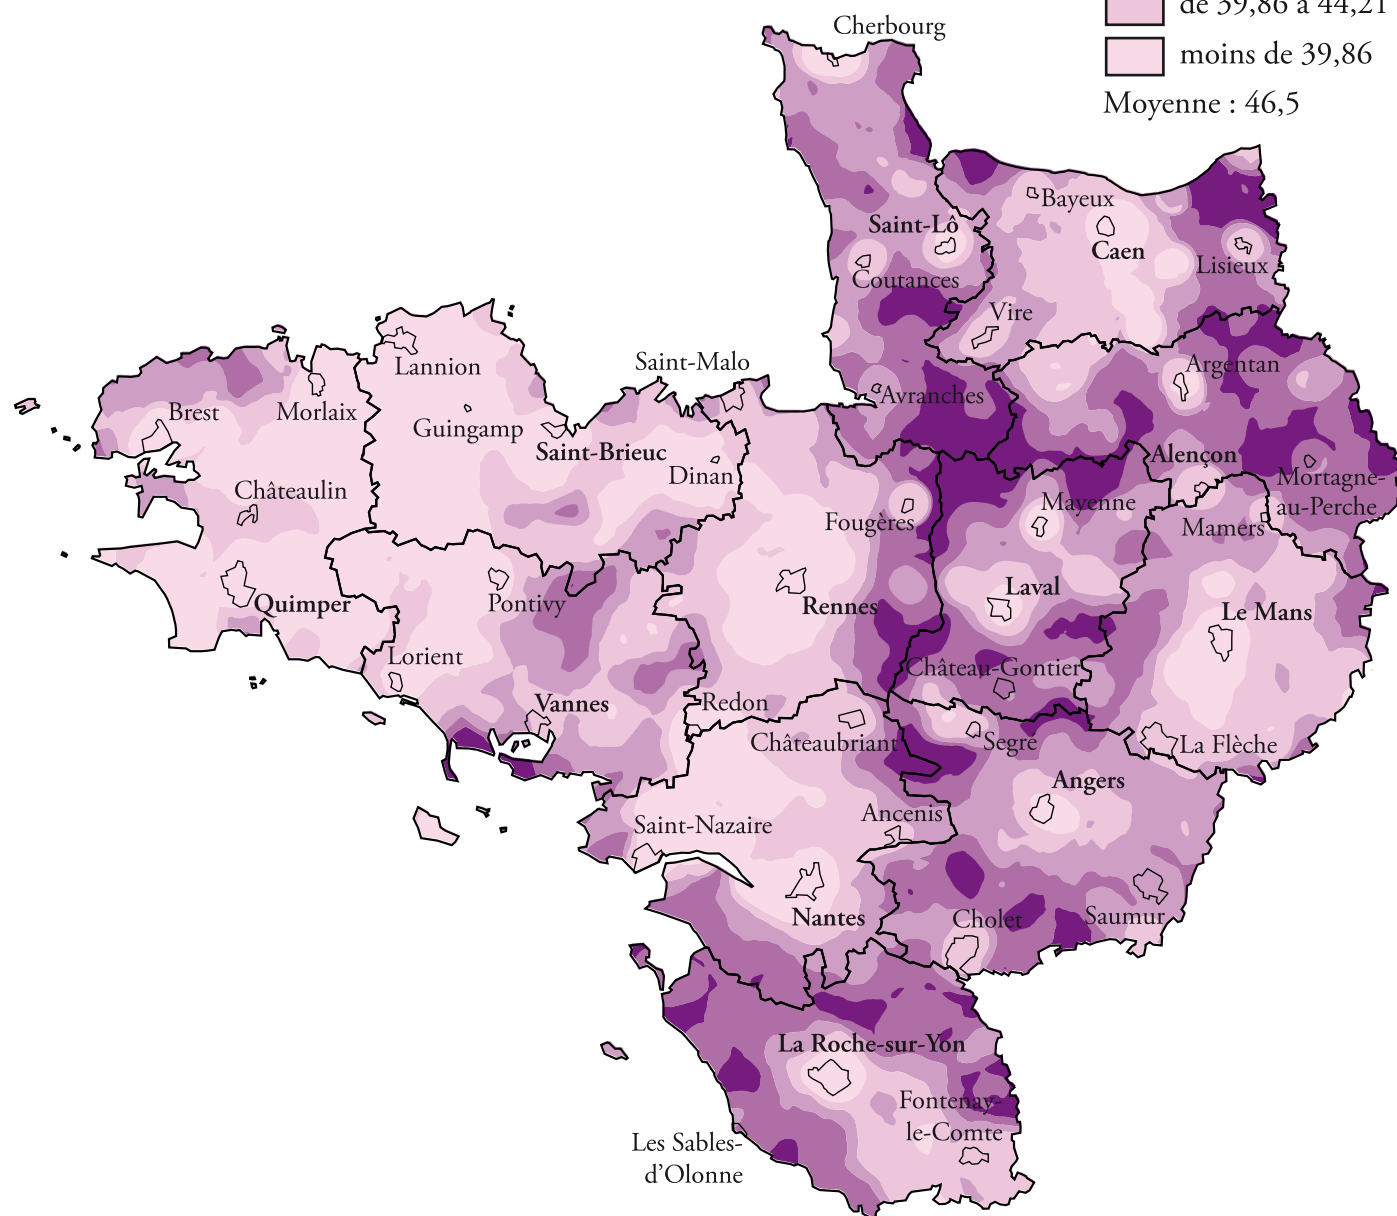 de 39,86 à 44,21
moins de 39,86
Moyenne : 46,5
Cherbourg
Bayeux
Saint-Lô
Caen
Lisieux
Coutances
Vire
Saint-Malo
Lannion
Argentan
Avranches
Brest
Morlaix
Guingamp
Saint-Brieuc
Dinan
Alençon
Mortagne-
au-Perche
Châteaulin
Fougères
Mayenne
Mamers
Quimper
Pontivy
Rennes
Laval
Le Mans
Lorient
Château-Gontier
Vannes
Redon
Châteaubriant
Segré
La Flèche
Angers
Saint-Nazaire
Ancenis
Nantes
Cholet
Saumur
La Roche-sur-Yon
Fontenay-
le-Comte
Les Sables-
d’Olonne